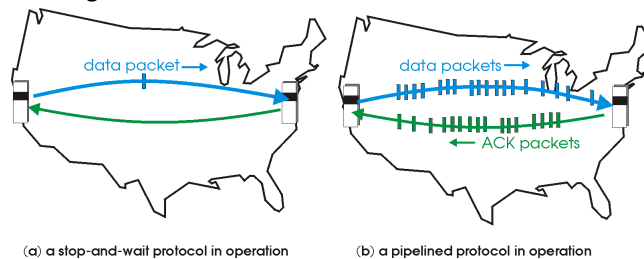 data packet
data packets
ACK packets
(a) a stop-and-wait protocol in operation
(b) a pipelined protocol in operation